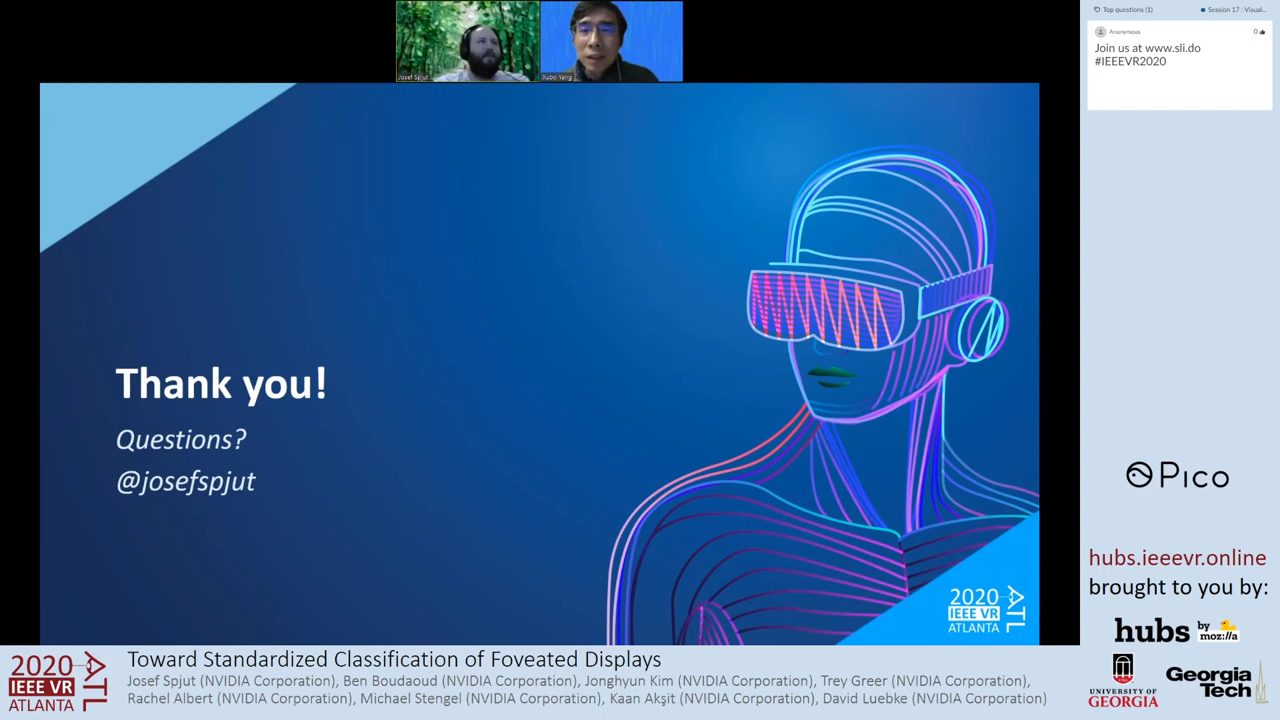 Josef Spjut
Xubo Yang
Top questions (1)
Session 17 : Visual...
Anonymous
0
Join us at www.sli.do
#IEEEVR2020
Thank you!
Questions?
@josefspjut
2020
IEEE VR
ATLANTA
ATL
Pico
hubs.ieeevr.online
brought to you by:
hubs by
moz://a
UNIVERSITY OF
GEORGIA
Georgia
Tech
2020
IEEE VR
ATLANTA
ATL
Toward Standardized Classification of Foveated Displays
Josef Spjut (NVIDIA Corporation), Ben Boudaoud (NVIDIA Corporation), Jonghyun Kim (NVIDIA Corporation), Trey Greer (NVIDIA Corporation),
Rachel Albert (NVIDIA Corporation), Michael Stengel (NVIDIA Corporation), Kaan Akşit (NVIDIA Corporation), David Luebke (NVIDIA Corporation)